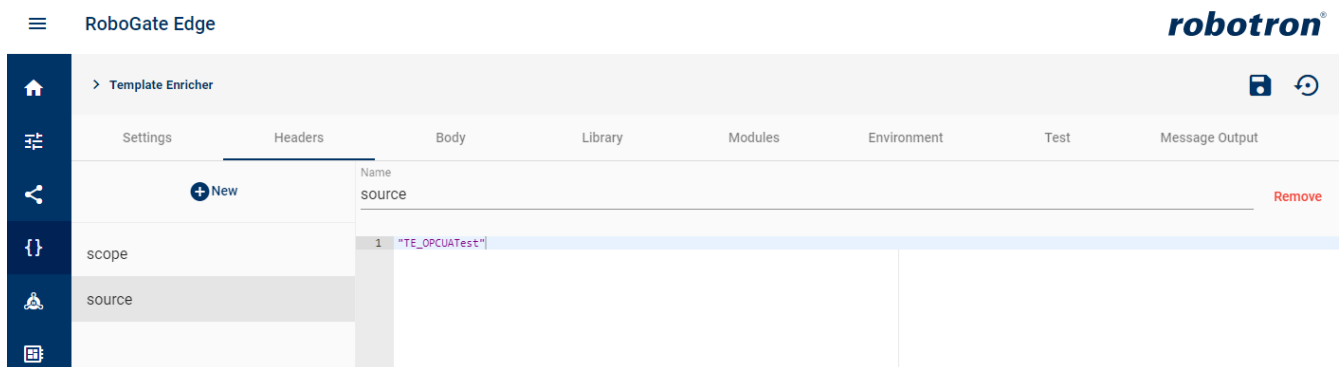 RoboGate Edge
robotron®
> Template Enricher
Settings Headers Body Library Modules Environment Test Message Output
New
Name
source
Remove
{}
scope
1 "TE_OPCUATest"
source